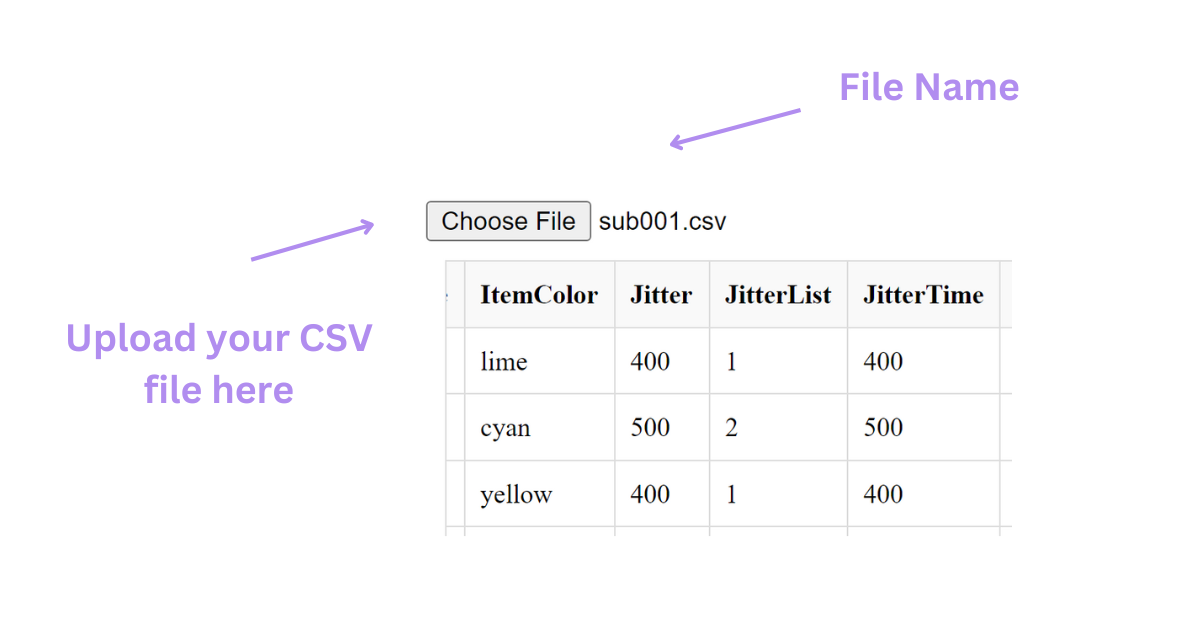 File Name
Choose File sub001.csv
Upload your CSV
file here
ItemColor Jitter JitterList JitterTime
lime 400 1 400
cyan 500 2 500
yellow 400 1 400